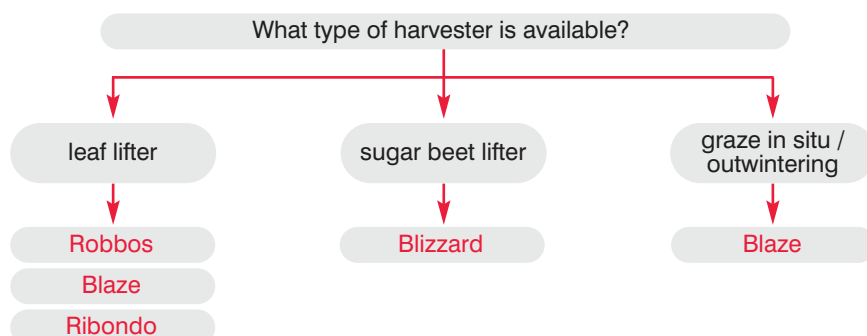 What type of harvester is available?
leaf lifter
sugar beet lifter
graze in situ /
outwintering
Robbos
Blizzard
Blaze
Blaze
Ribondo